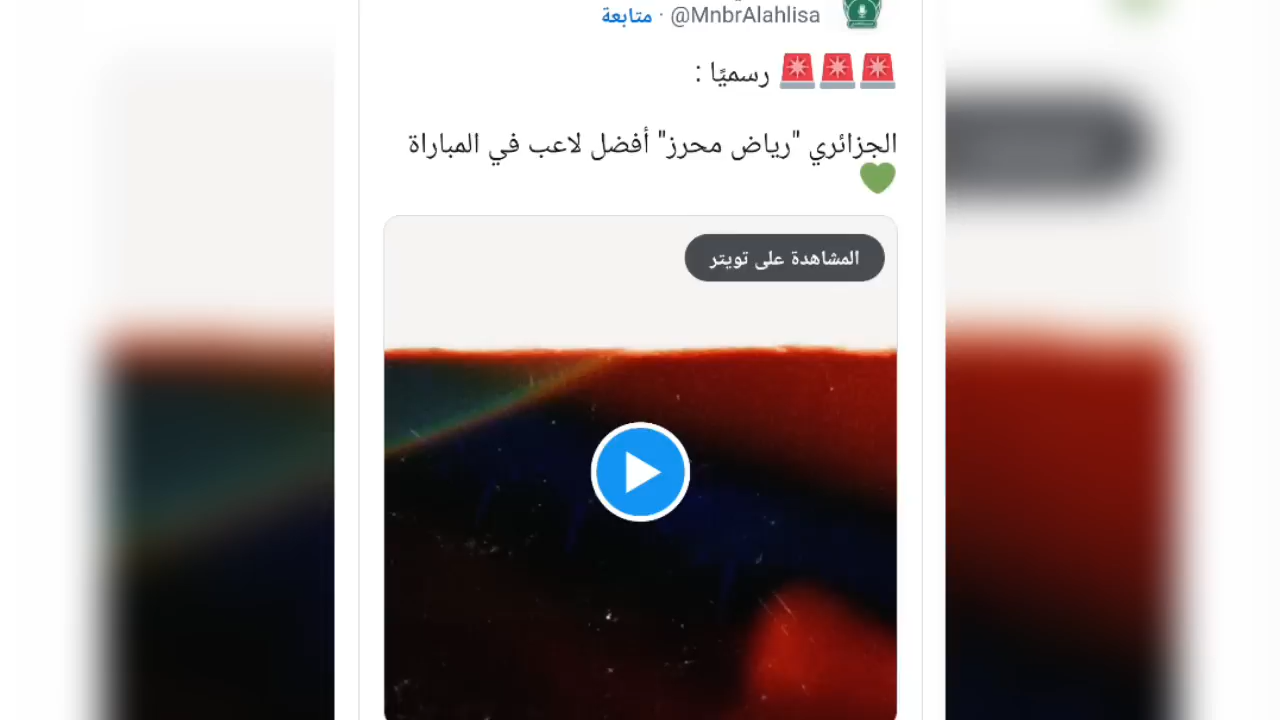 @MnbrAlahlisa · متابعة
🚨🚨🚨 رسميًا :
الجزائري "رياض محرز" أفضل لاعب في المباراة
💚
المشاهدة على تويتر